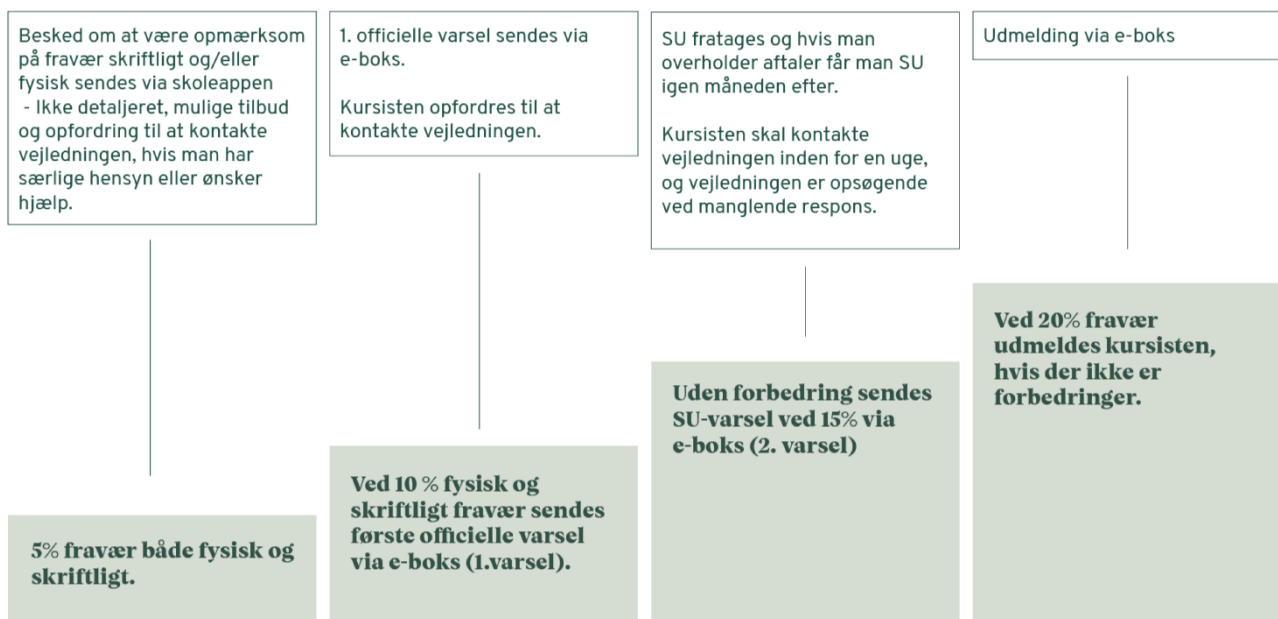 Besked om at være opmærksom
på fravær skriftligt og/eller
fysisk sendes via skoleappen
- Ikke detaljeret, mulige tilbud
og opfordring til at kontakte
vejledningen, hvis man har
særlige hensyn eller ønsker
hjælp.
1. officielle varsel sendes via
e-boks.
Kursisten opfordres til at
kontakte vejledningen.
SU fratages og hvis man
overholder aftaler får man SU
igen måneden efter.
Kursisten skal kontakte
vejledningen inden for en uge,
og vejledningen er opsøgende
ved manglende respons.
Udmelding via e-boks
5% fravær både fysisk og
skriftligt.
Ved 10 % fysisk og
skriftligt fravær sendes
første officielle varsel
via e-boks (1.varsel).
Uden forbedring sendes
SU-varsel ved 15% via
e-boks (2. varsel)
Ved 20% fravær
udmeldes kursisten,
hvis der ikke er
forbedringer.